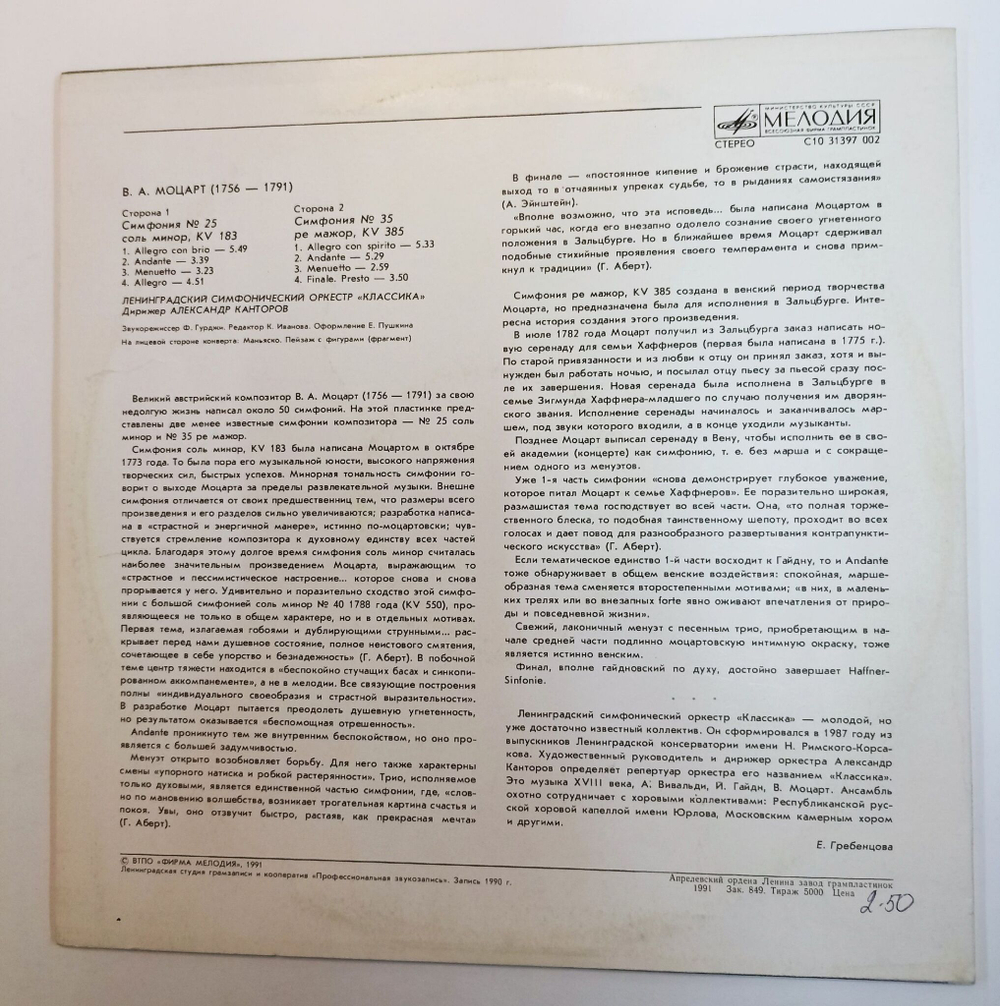 МИНИСТЕРСТВО КУЛЬТУРЫ СССР
МЕЛОДИЯ
ВСЕСОЮЗНАЯ ФИРМА ГРАМПЛАСТИНОК
СТЕРЕО С10 31397 002
В. А. МОЦАРТ (1756 — 1791)
Сторона 1
Симфония № 25
соль минор, KV 183
1. Allegro con brio — 5.49
2. Andante — 3.39
3. Menuetto — 3.23
4. Allegro — 4.51
Сторона 2
Симфония № 35
ре мажор, KV 385
1. Allegro con spirito — 5.33
2. Andante — 5.29
3. Menuetto — 2.59
4. Finale. Presto — 3.50
ЛЕНИНГРАДСКИЙ СИМФОНИЧЕСКИЙ ОРКЕСТР «КЛАССИКА»
Дирижер АЛЕКСАНДР КАНТОРОВ
Звукорежиссер Ф. Гурджи. Редактор К. Иванова. Оформление Е. Пушкина
На лицевой стороне конверта: Маньяско. Пейзаж с фигурами (фрагмент)
Великий австрийский композитор В. А. Моцарт (1756 — 1791) за свою
недолгую жизнь написал около 50 симфоний. На этой пластинке пред-
ставлены две менее известные симфонии композитора — № 25 соль
минор и № 35 ре мажор.
Симфония соль минор, KV 183 была написана Моцартом в октябре
1773 года. То была пора его музыкальной юности, высокого напряжения
творческих сил, быстрых успехов. Минорная тональность симфонии го-
ворит о выходе Моцарта за пределы развлекательной музыки. Внешне
симфония отличается от своих предшественниц тем, что размеры всего
произведения и его разделов сильно увеличиваются; разработка написа-
на в «страстной и энергичной манере», истинно по-моцартовски; чув-
ствуется стремление композитора к духовному единству всех частей
цикла. Благодаря этому долгое время симфония соль минор считалась
наиболее значительным произведением Моцарта, выражающим то
«страстное и пессимистическое настроение... которое снова и снова
прорывается у него. Удивительно и поразительно сходство этой симфо-
нии с большой симфонией соль минор № 40 1788 года (KV 550), про-
являющееся не только в общем характере, но и в отдельных мотивах.
Первая тема, излагаемая гобоями и дублирующими струнными... рас-
крывает перед нами душевное состояние, полное неистового смятения,
сочетающее в себе упорство и безнадежность» (Г. Аберт). В побочной
теме центр тяжести находится в «беспокойно стучащих басах и синкопи-
рованном аккомпанементе», а не в мелодии. Все связующие построения
полны «индивидуального своеобразия и страстной выразительности».
В разработке Моцарт пытается преодолеть душевную угнетенность,
но результатом оказывается «беспомощная отрешенность».
Andante проникнуто тем же внутренним беспокойством, но оно про-
является с большей задумчивостью.
Менуэт открыто возобновляет борьбу. Для него также характерны
смены «упорного натиска и робкой растерянности». Трио, исполняемое
только духовыми, является единственной частью симфонии, где, «слов-
но по мановению волшебства, возникает трогательная картина счастья и
покоя. Увы, оно отзвучит быстро, растаяв, как прекрасная мечта»
(Г. Аберт).
В финале — «постоянное кипение и брожение страсти, находящей
выход то в отчаянных упреках судьбе, то в рыданиях самоистязания»
(А. Эйнштейн).
«Вполне возможно, что эта исповедь... была написана Моцартом в
горький час, когда его внезапно одолело сознание своего угнетенного
положения в Зальцбурге. Но в ближайшее время Моцарт сдерживал
подобные стихийные проявления своего темперамента и снова прим-
кнул к традиции» (Г. Аберт).
Симфония ре мажор, KV 385 создана в венский период творчества
Моцарта, но предназначена была для исполнения в Зальцбурге. Инте-
ресна история создания этого произведения.
В июле 1782 года Моцарт получил из Зальцбурга заказ написать но-
вую серенаду для семьи Хаффнеров (первая была написана в 1775 г.).
По старой привязанности и из любви к отцу он принял заказ, хотя и вы-
нужден был работать ночью, и посылал отцу пьесу за пьесой сразу пос-
ле их завершения. Новая серенада была исполнена в Зальцбурге в
семье Зигмунда Хаффнера-младшего по случаю получения им дворян-
ского звания. Исполнение серенады начиналось и заканчивалось мар-
шем, под звуки которого входили, а в конце уходили музыканты.
Позднее Моцарт выписал серенаду в Вену, чтобы исполнить ее в сво-
ей академии (концерте) как симфонию, т. е. без марша и с сокраще-
нием одного из менуэтов.
Уже 1-я часть симфонии «снова демонстрирует глубокое уважение,
которое питал Моцарт к семье Хаффнеров». Ее поразительно широкая,
размашистая тема господствует во всей части. Она, «то полная торже-
ственного блеска, то подобная таинственному шепоту, проходит во всех
голосах и дает повод для разнообразного развертывания контрапункти-
ческого искусства» (Г. Аберт).
Если тематическое единство 1-й части восходит к Гайдну, то и Andante
тоже обнаруживает в общем венские воздействия: спокойная, марше-
образная тема сменяется второстепенными мотивами; «в них, в малень-
ких трелях или во внезапных forte явно оживают впечатления от приро-
ды и повседневной жизни».
Свежий, лаконичный менуэт с песенным трио, приобретающим в на-
чале средней части подлинно моцартовскую интимную окраску, тоже
является истинно венским.
Финал, вполне гайдновский по духу, достойно завершает Haffner-
Sinfonie.
Ленинградский симфонический оркестр «Классика» — молодой, но
уже достаточно известный коллектив. Он сформировался в 1987 году из
выпускников Ленинградской консерватории имени Н. Римского-Корса-
кова. Художественный руководитель и дирижер оркестра Александр
Канторов определяет репертуар оркестра его названием «Классика».
Это музыка XVIII века, А. Вивальди, Й. Гайдн, В. Моцарт. Ансамбль
охотно сотрудничает с хоровыми коллективами: Республиканской рус-
ской хоровой капеллой имени Юрлова, Московским камерным хором
и другими.
Е. Гребенцова
© ВТПО «ФИРМА МЕЛОДИЯ», 1991
Ленинградская студия грамзаписи и кооператив «Профессиональная звукозапись». Запись 1990 г.
Апрелевский ордена Ленина завод грампластинок
1991 Зак. 849. Тираж 5000 Цена 2-50